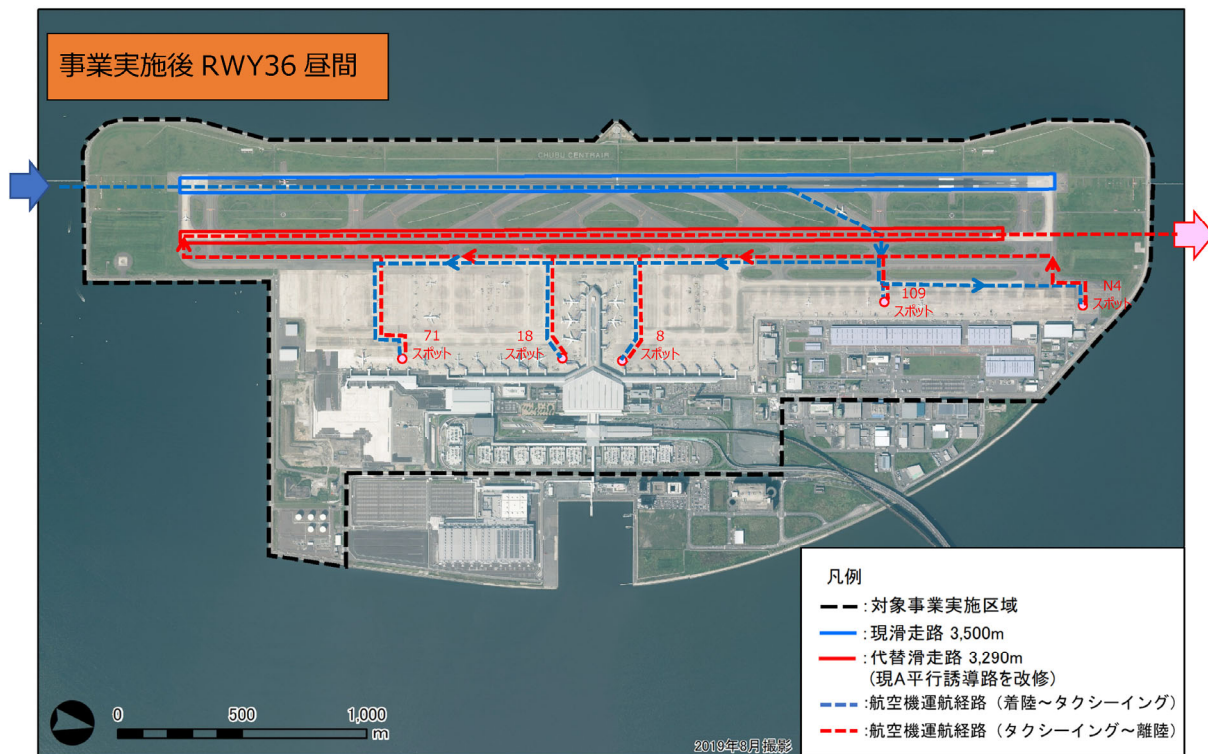 事業実施後 RWY36 昼間
CHUBU CENTRAIR
109
スポット
N4
スポット
71
スポット
18
スポット
8
スポット
凡例
：対象事業実施区域
：現滑走路 3,500m
：代替滑走路 3,290m
（現A平行誘導路を改修）
：航空機運航経路（着陸～タクシーイング）
：航空機運航経路（タクシーイング～離陸）
0 500 1,000
m
2019年8月撮影